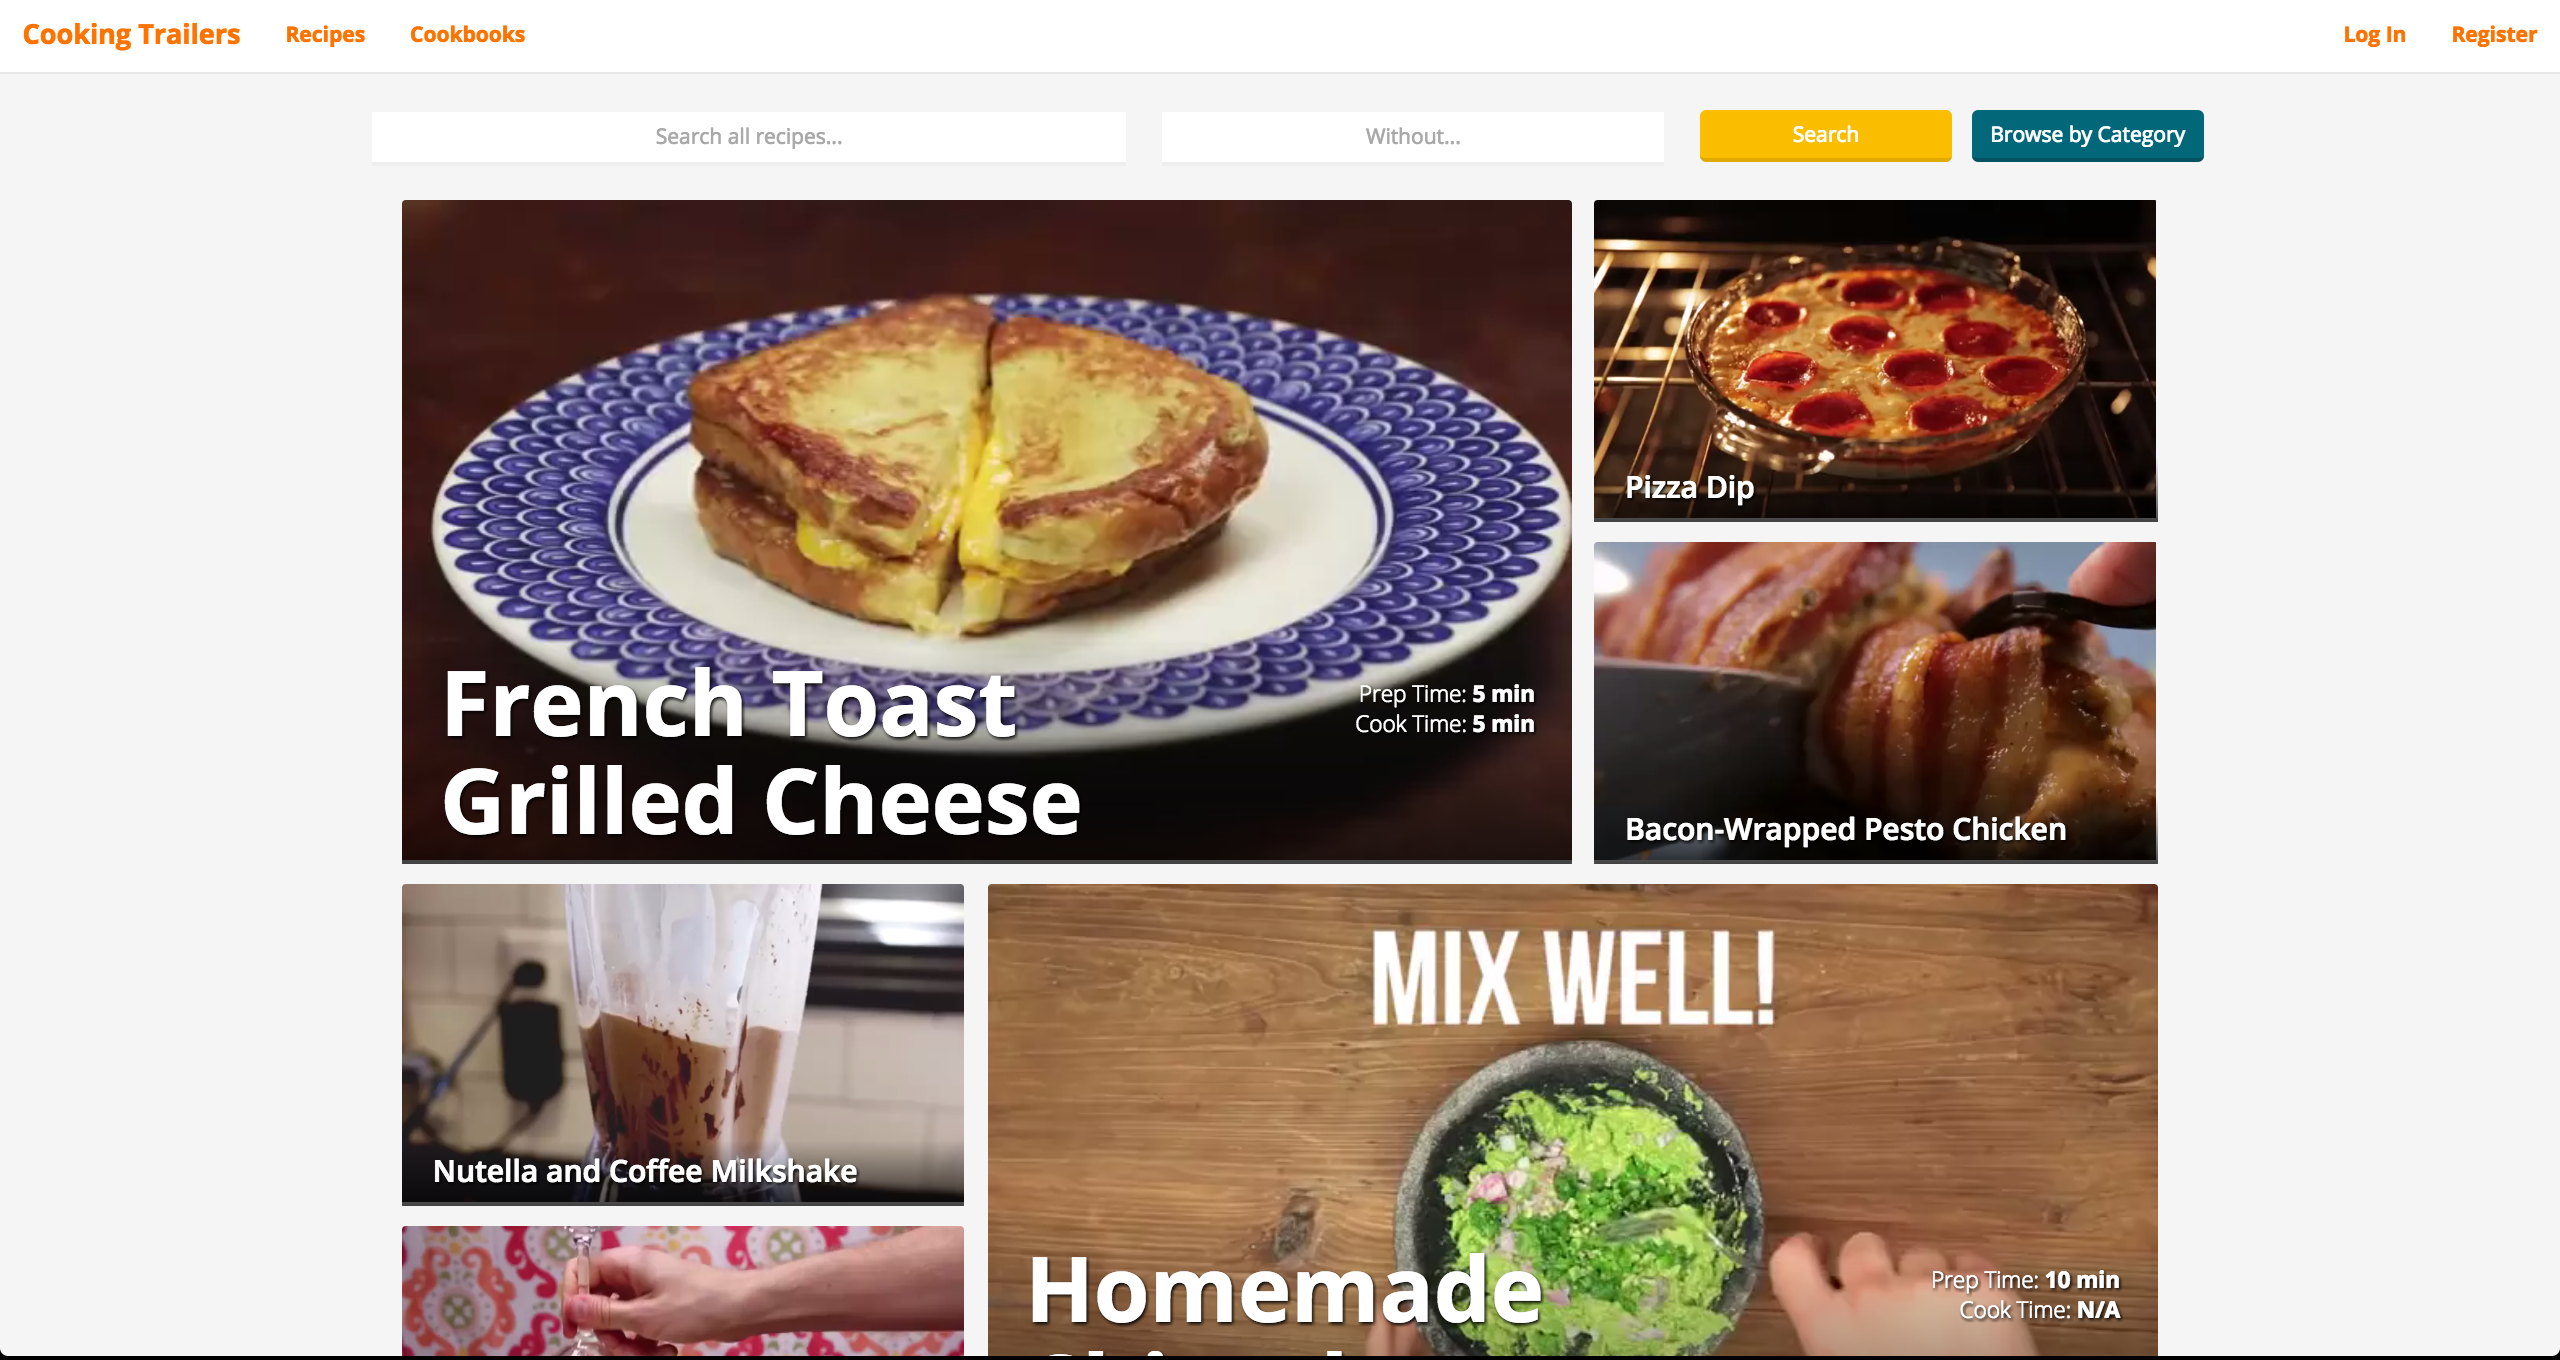 Cooking Trailers Recipes Cookbooks Log In Register
Search all recipes... Without... Search Browse by Category
French Toast
Grilled Cheese
Prep Time: 5 min
Cook Time: 5 min
Pizza Dip
Bacon-Wrapped Pesto Chicken
Nutella and Coffee Milkshake
MIX WELL!
Homemade
Prep Time: 10 min
Cook Time: N/A